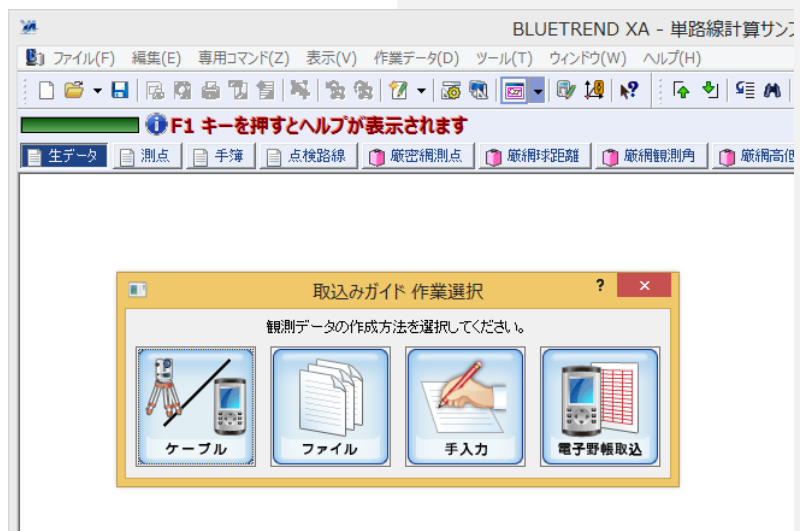 BLUETREND XA - 単路線計算サンプ
ファイル(F) 編集(E) 専用コマンド(Z) 表示(V) 作業データ(D) ツール(T) ウィンドウ(W) ヘルプ(H)
F1 キーを押すとヘルプが表示されます
生データ 測点 手簿 点検路線 厳密網測点 厳網球距離 厳網観測角 厳網高低
取込みガイド 作業選択
観測データの作成方法を選択してください。
ケーブル ファイル 手入力 電子野帳取込